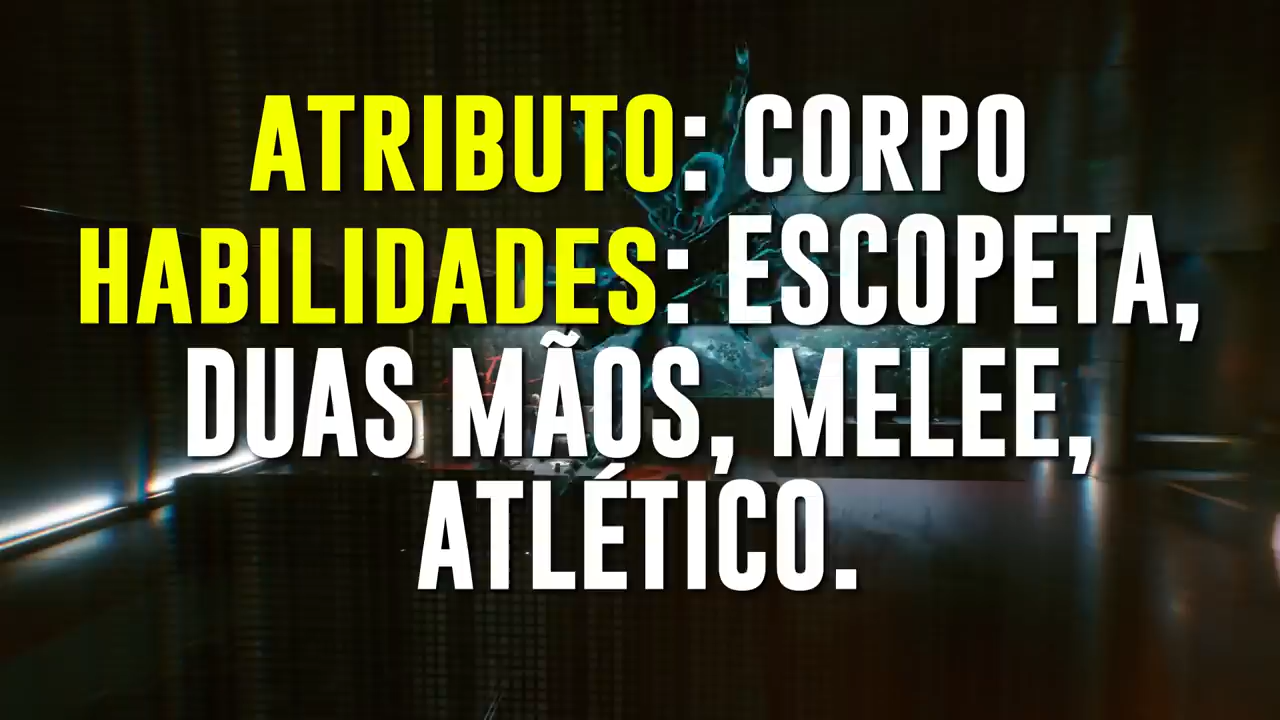 ATRIBUTO: CORPO
HABILIDADES: ESCOPETA,
DUAS MÃOS, MELEE,
ATLÉTICO.